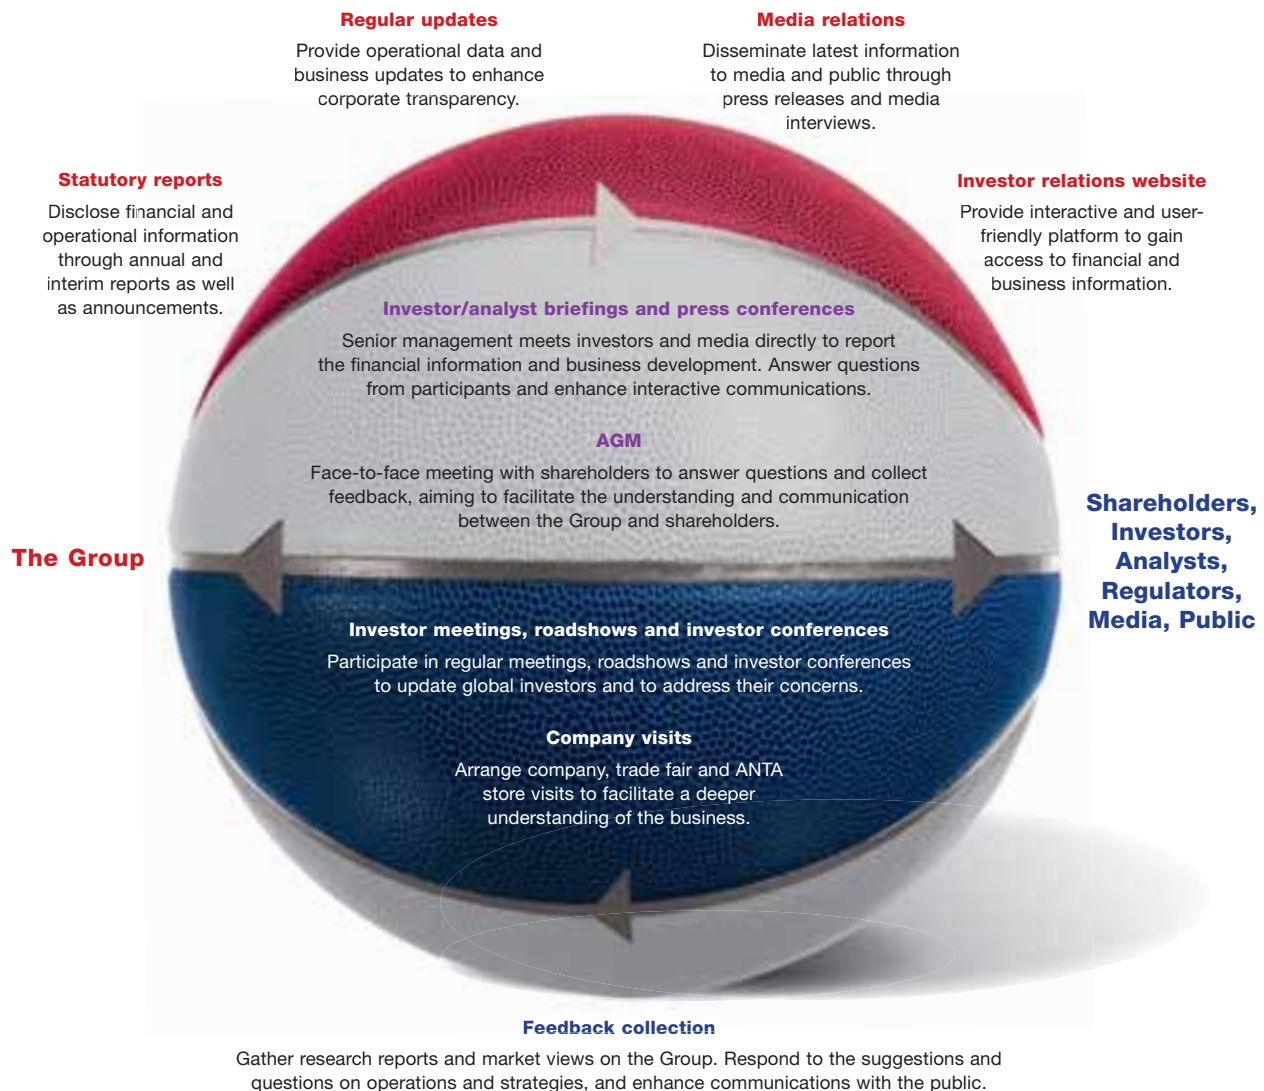 Regular updates
Provide operational data and
business updates to enhance
corporate transparency.
Media relations
Disseminate latest information
to media and public through
press releases and media
interviews.
Statutory reports
Disclose financial and
operational information
through annual and
interim reports as well
as announcements.
Investor relations website
Provide interactive and user-
friendly platform to gain
access to financial and
business information.
Investor/analyst briefings and press conferences
Senior management meets investors and media directly to report
the financial information and business development. Answer questions
from participants and enhance interactive communications.
AGM
Face-to-face meeting with shareholders to answer questions and collect
feedback, aiming to facilitate the understanding and communication
between the Group and shareholders.
The Group
Shareholders,
Investors,
Analysts,
Regulators,
Media, Public
Investor meetings, roadshows and investor conferences
Participate in regular meetings, roadshows and investor conferences
to update global investors and to address their concerns.
Company visits
Arrange company, trade fair and ANTA
store visits to facilitate a deeper
understanding of the business.
Feedback collection
Gather research reports and market views on the Group. Respond to the suggestions and
questions on operations and strategies, and enhance communications with the public.